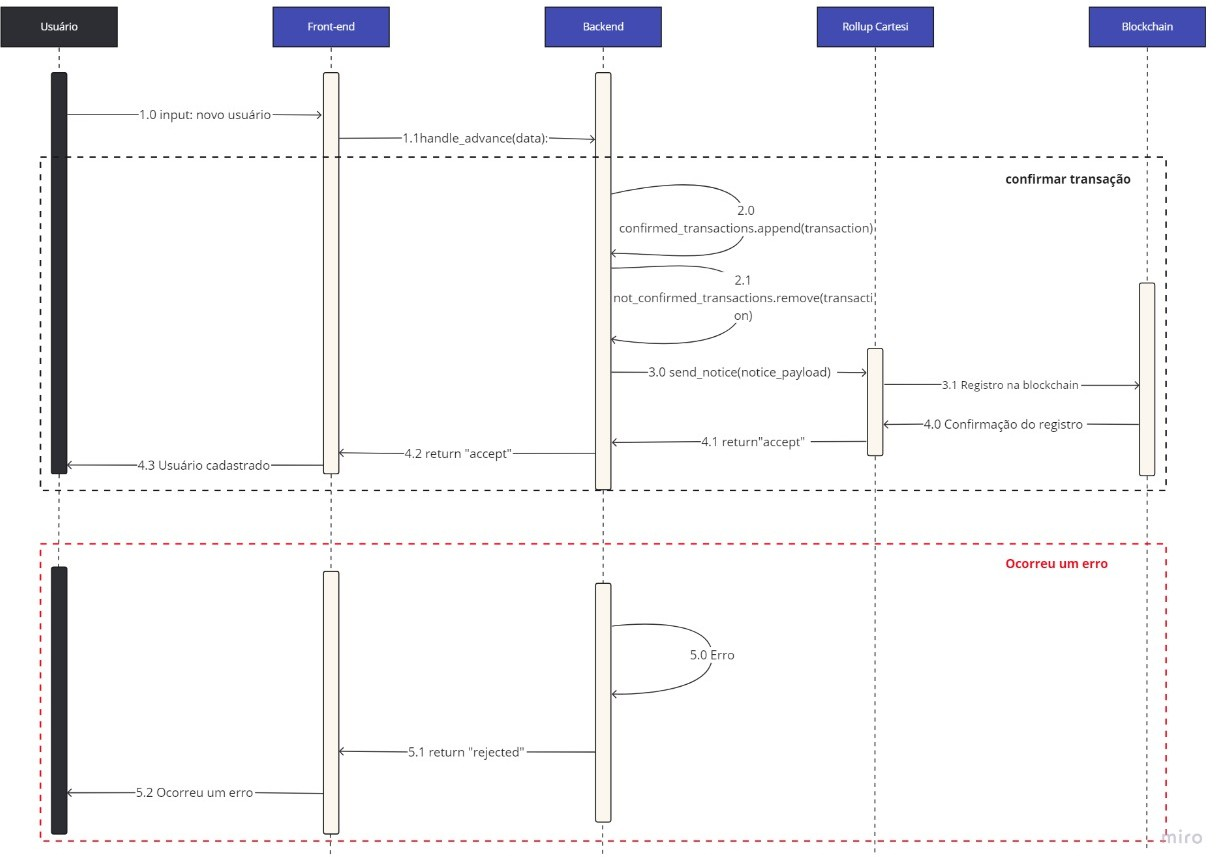 Usuário
Front-end
Backend
Rollup Cartesi
Blockchain
1.0 input: novo usuário
1.1handle_advance(data):
confirmar transação
2.0
confirmed_transactions.append(transaction)
2.1
not_confirmed_transactions.remove(transacti
on)
3.0 send_notice(notice_payload)
3.1 Registro na blockchain
4.0 Confirmação do registro
4.1 return"accept"
4.2 return "accept"
4.3 Usuário cadastrado
Ocorreu um erro
5.0 Erro
5.1 return "rejected"
5.2 Ocorreu um erro
miro